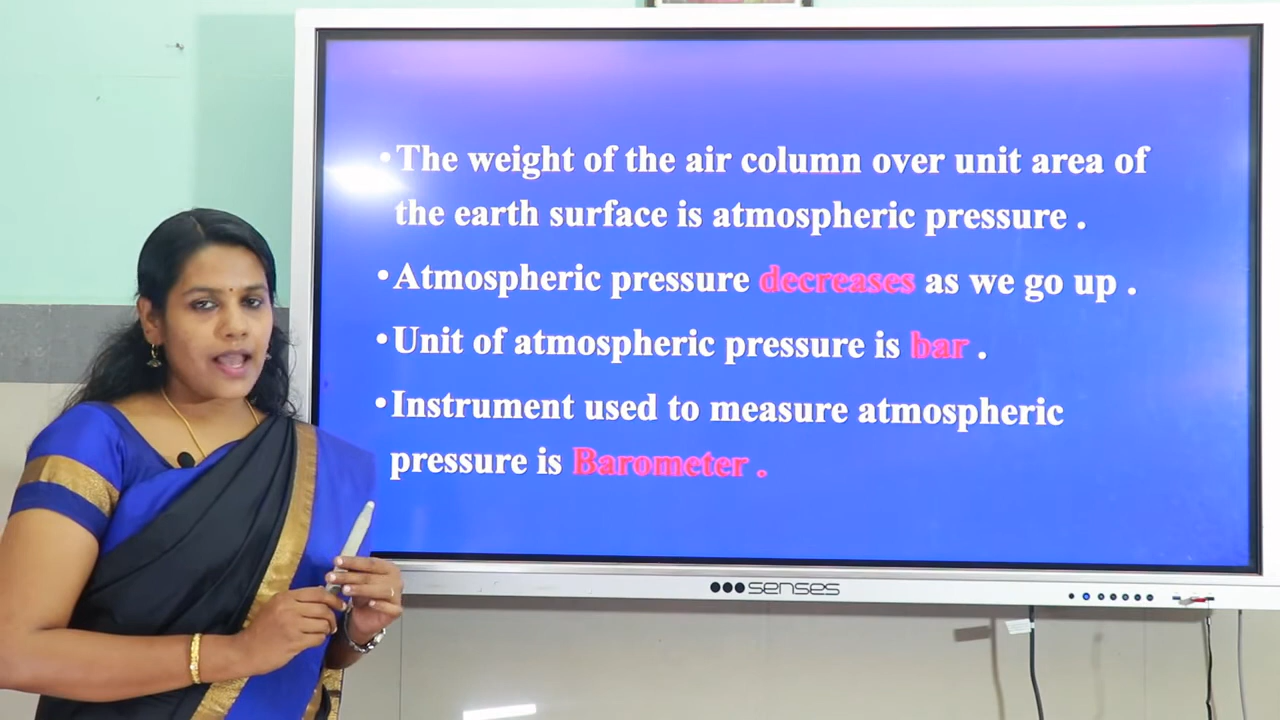 •The weight of the air column over unit area of
the earth surface is atmospheric pressure .
•Atmospheric pressure decreases as we go up .
•Unit of atmospheric pressure is bar .
•Instrument used to measure atmospheric
pressure is Barometer .
senses